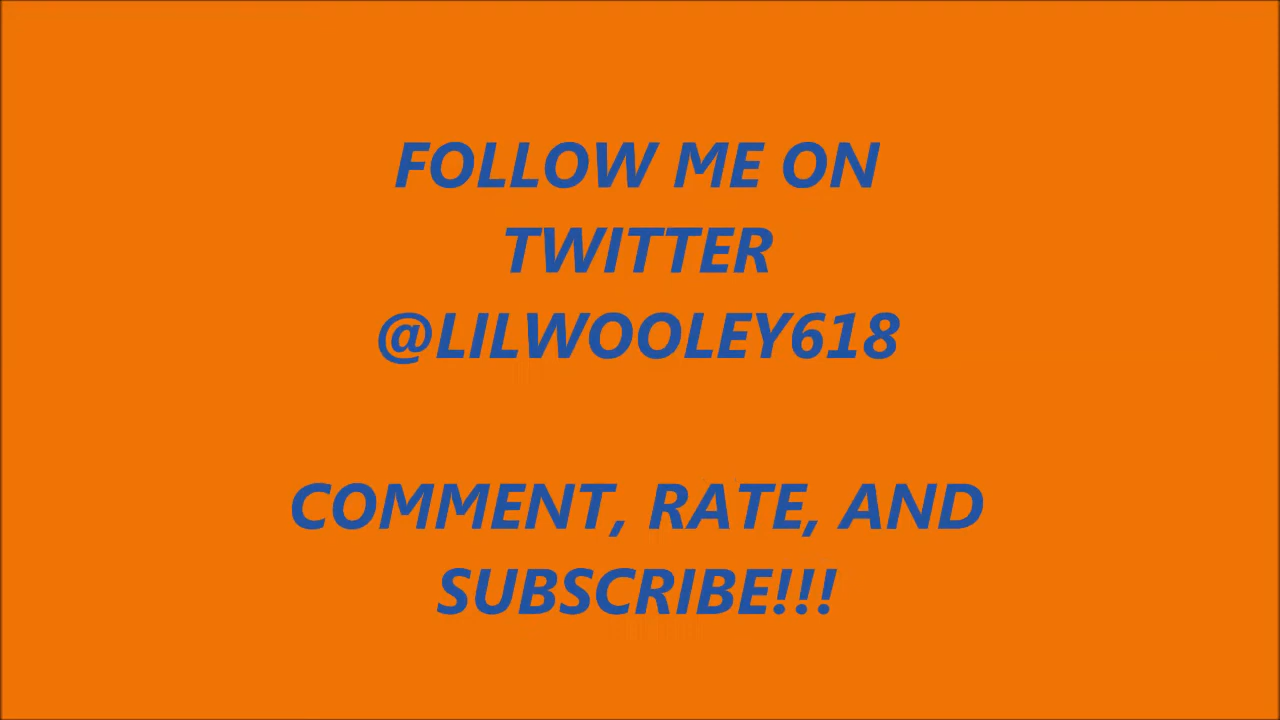 FOLLOW ME ON
TWITTER
@LILWOOLEY618
COMMENT, RATE, AND
SUBSCRIBE!!!